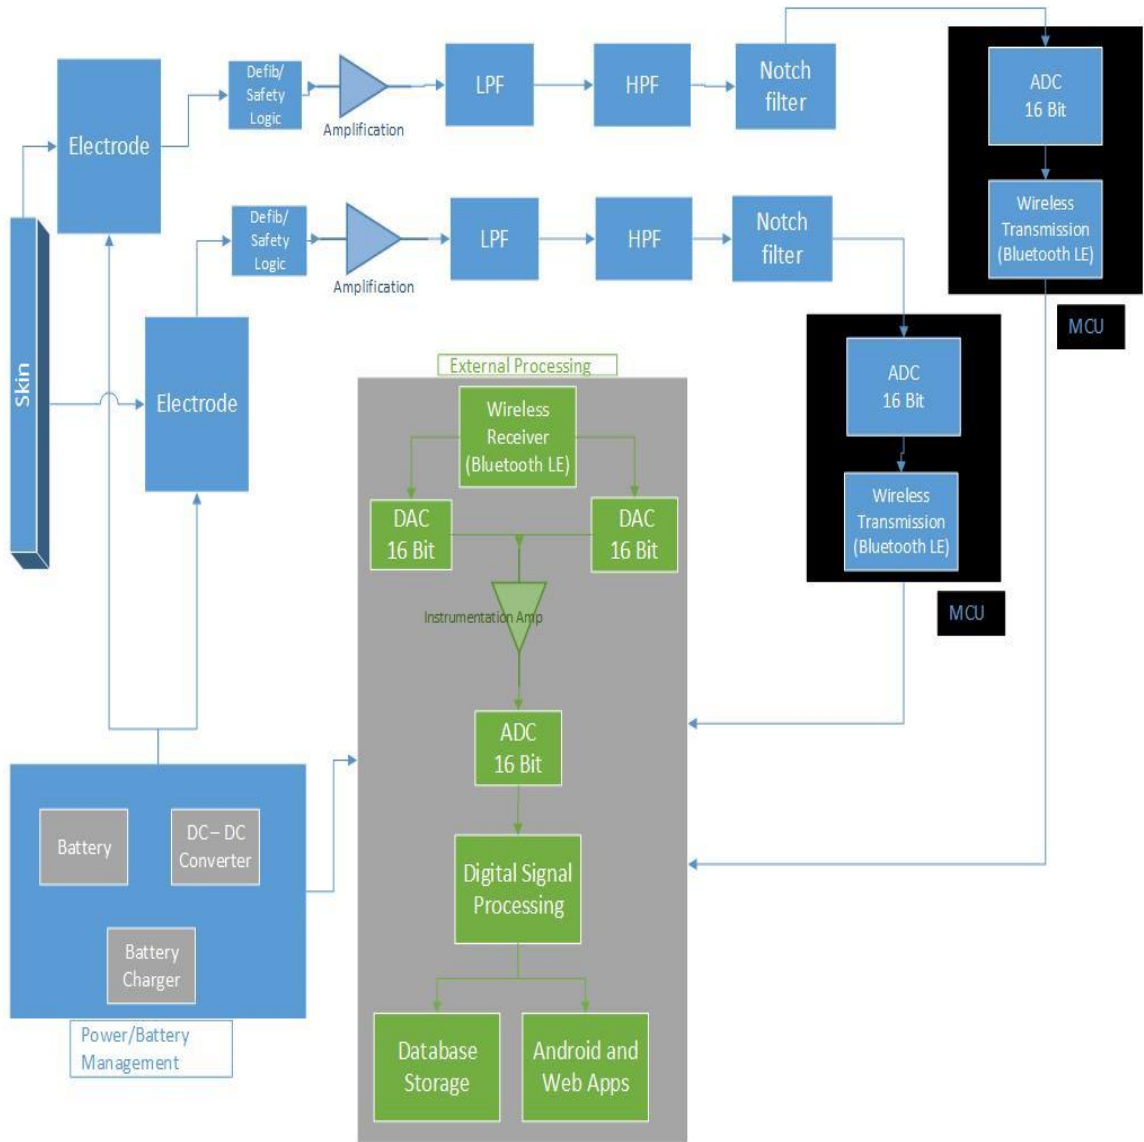 Defib/
Safety
Logic
Electrode
Amplification
LPF
HPF
Notch
filter
ADC
16 Bit
Wireless
Transmission
(Bluetooth LE)
MCU
Defib/
Safety
Logic
Amplification
LPF
HPF
Notch
filter
ADC
16 Bit
Wireless
Transmission
(Bluetooth LE)
MCU
Skin
Electrode
External Processing
Wireless
Receiver
(Bluetooth LE)
DAC
16 Bit
DAC
16 Bit
Instrumentation Amp
ADC
16 Bit
Digital Signal
Processing
Database
Storage
Android and
Web Apps
Battery
DC – DC
Converter
Battery
Charger
Power/Battery
Management